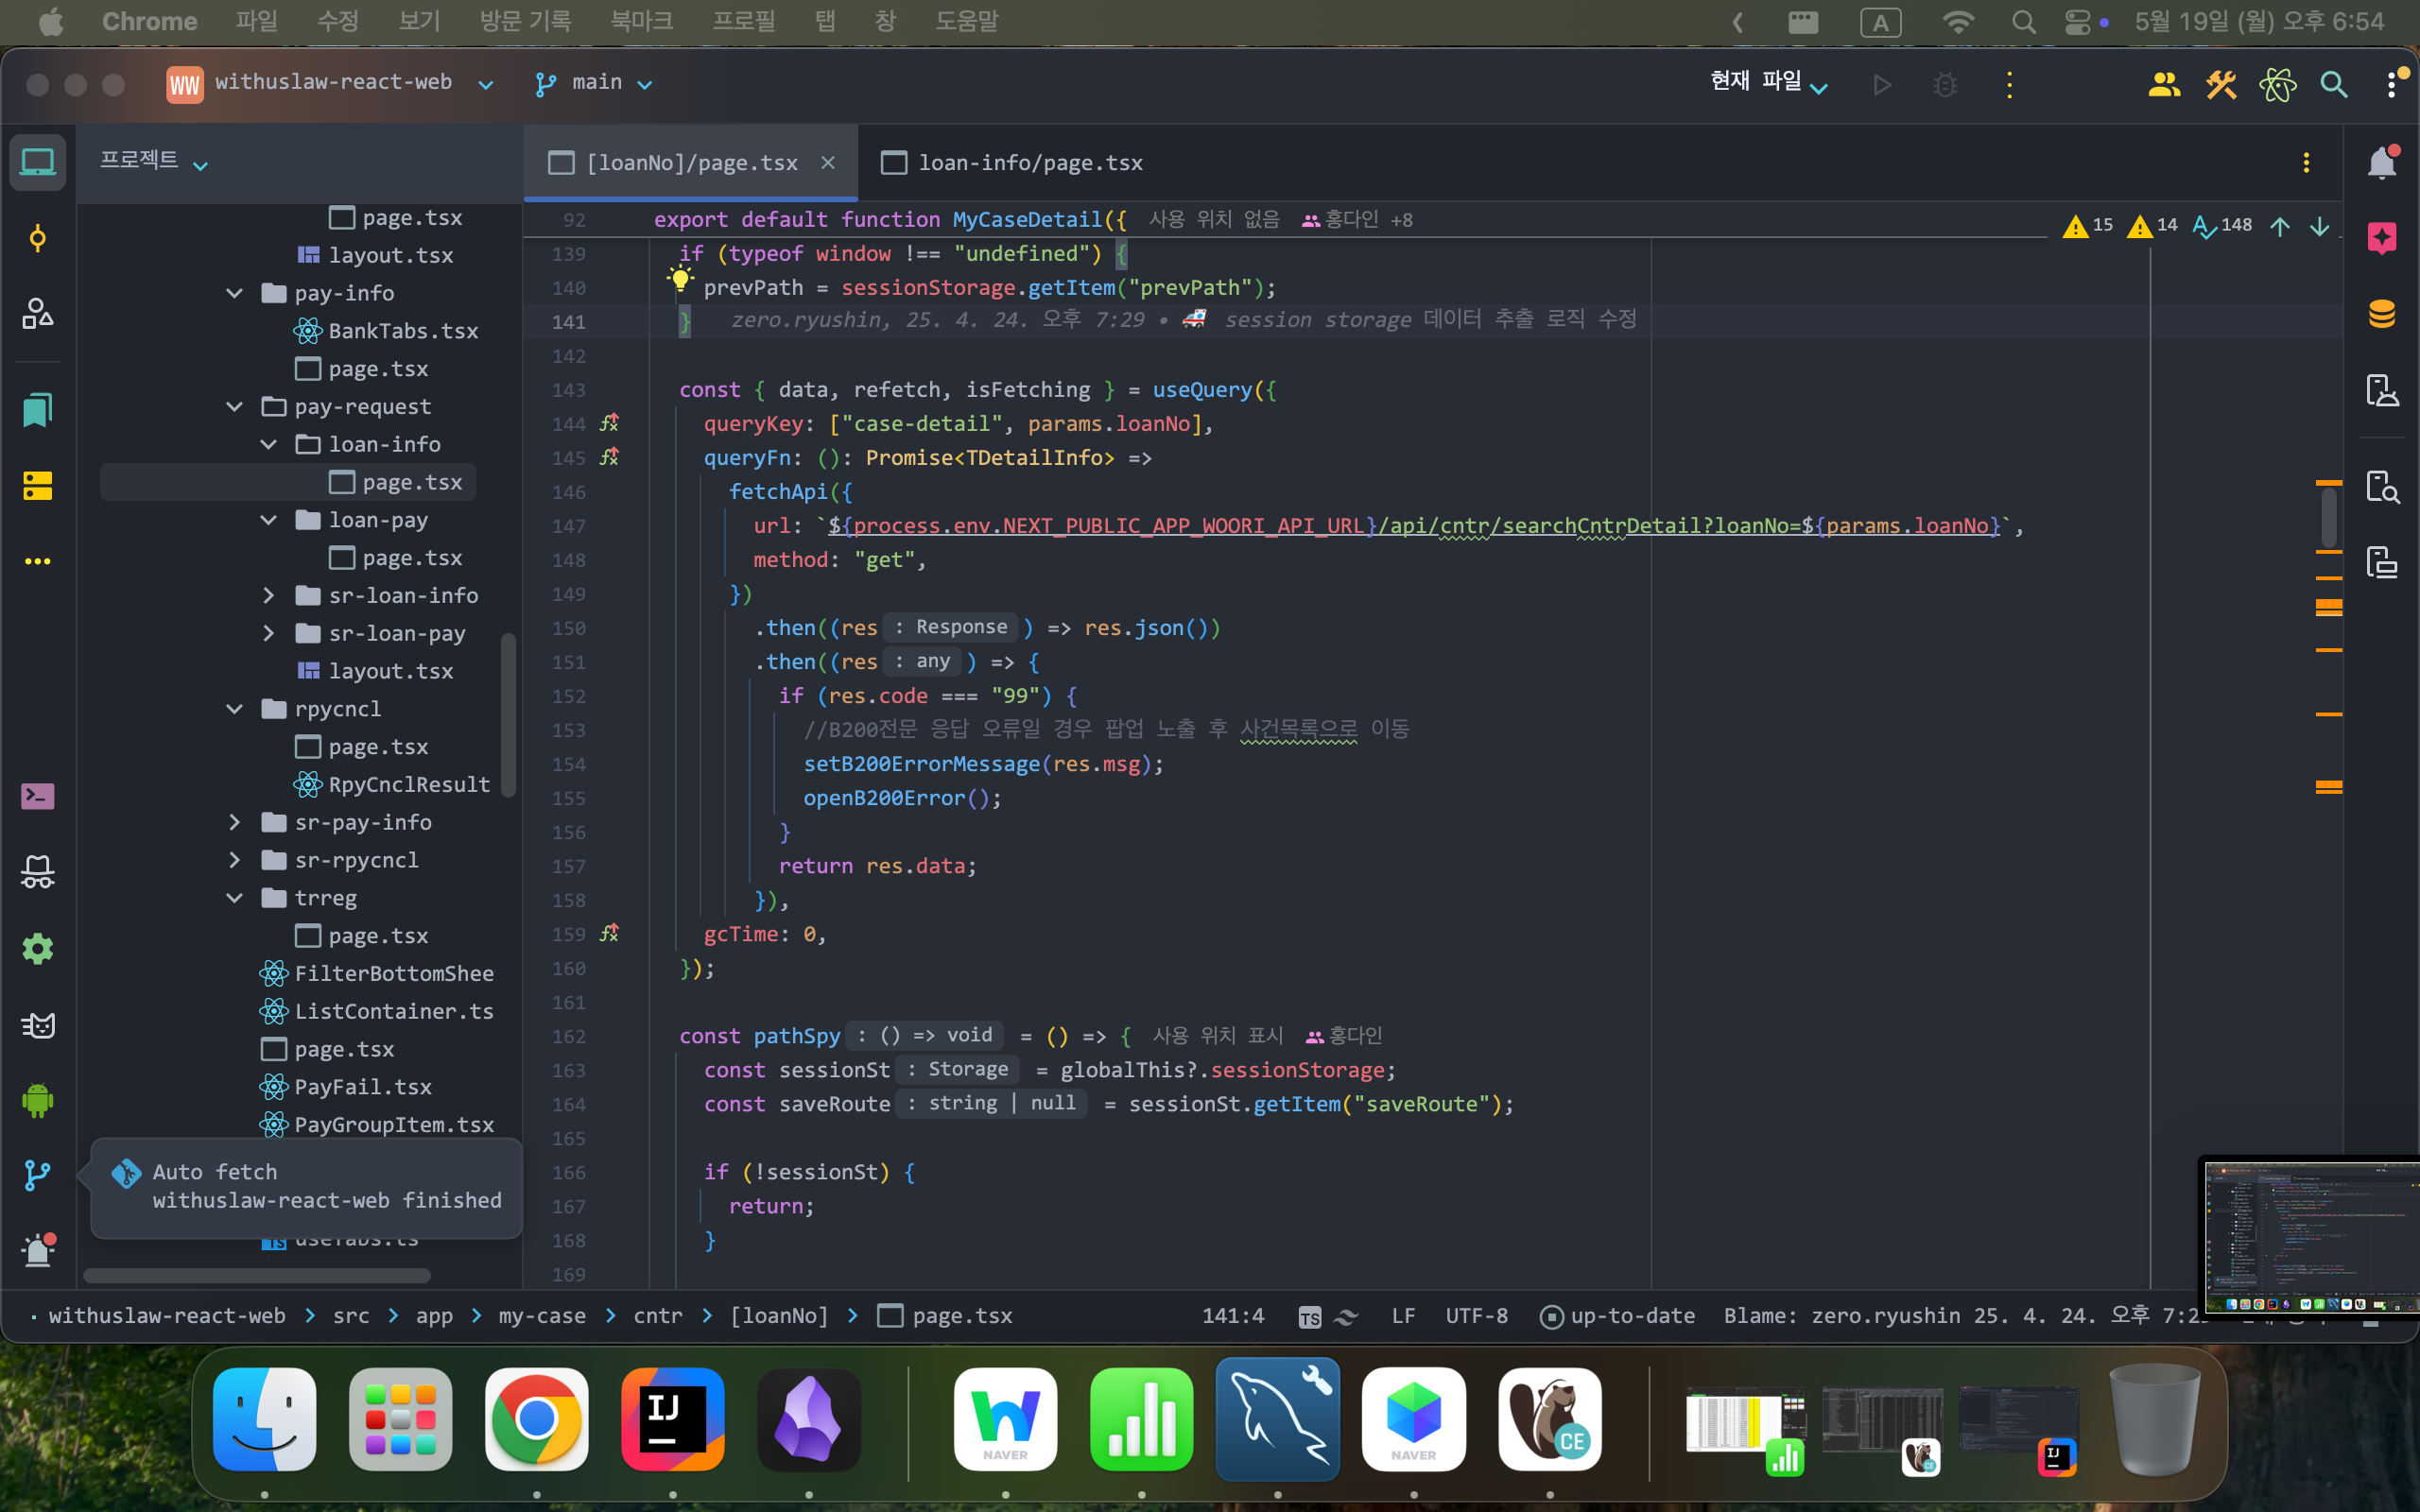 Chrome 파일 수정 보기 방문 기록 북마크 프로필 탭 창 도움말 A 5월 19일 (월) 오후 6:54
WW withuslaw-react-web main 현재 파일
프로젝트
[loanNo]/page.tsx × loan-info/page.tsx
page.tsx
layout.tsx
pay-info
BankTabs.tsx
page.tsx
pay-request
loan-info
page.tsx
loan-pay
page.tsx
sr-loan-info
sr-loan-pay
layout.tsx
rpycncl
page.tsx
RpyCnclResult
sr-pay-info
sr-rpycncl
trreg
page.tsx
FilterBottomShee
ListContainer.ts
page.tsx
PayFail.tsx
PayGroupItem.tsx
Auto fetch
withuslaw-react-web finished
TS useTabs.ts
92 export default function MyCaseDetail({ 사용 위치 없음 홍다인 +8
15 14 148
139 if (typeof window !== "undefined") {
140 prevPath = sessionStorage.getItem("prevPath");
141 } zero.ryushin, 25. 4. 24. 오후 7:29 • 🚑 session storage 데이터 추출 로직 수정
142
143 const { data, refetch, isFetching } = useQuery({
144 queryKey: ["case-detail", params.loanNo],
145 queryFn: (): Promise<TDetailInfo> =>
146 fetchApi({
147 url: `${process.env.NEXT_PUBLIC_APP_WOORI_API_URL}/api/cntr/searchCntrDetail?loanNo=${params.loanNo}`,
148 method: "get",
149 })
150 .then((res : Response ) => res.json())
151 .then((res : any ) => {
152 if (res.code === "99") {
153 //B200전문 응답 오류일 경우 팝업 노출 후 사건목록으로 이동
154 setB200ErrorMessage(res.msg);
155 openB200Error();
156 }
157 return res.data;
158 }),
159 gcTime: 0,
160 });
161
162 const pathSpy : () => void = () => { 사용 위치 표시 홍다인
163 const sessionSt : Storage = globalThis?.sessionStorage;
164 const saveRoute : string | null = sessionSt.getItem("saveRoute");
165
166 if (!sessionSt) {
167 return;
168 }
169
withuslaw-react-web > src > app > my-case > cntr > [loanNo] > page.tsx 141:4 TS LF UTF-8 up-to-date Blame: zero.ryushin 25. 4. 24. 오후 7:2
IJ NAVER NAVER CE CE IJ